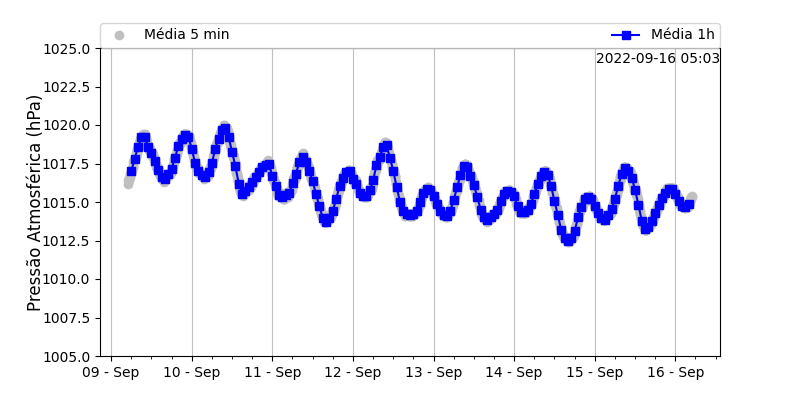 Média 5 min
Média 1h
2022-09-16 05:03
Pressão Atmosférica (hPa)
1025.0
1022.5
1020.0
1017.5
1015.0
1012.5
1010.0
1007.5
1005.0
09 - Sep
10 - Sep
11 - Sep
12 - Sep
13 - Sep
14 - Sep
15 - Sep
16 - Sep